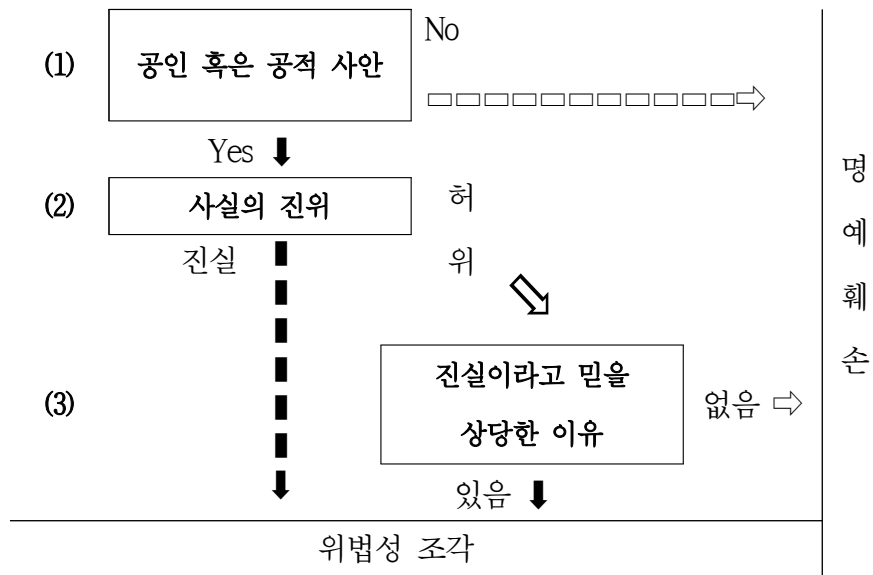 No
(1) 공인 혹은 공적 사안
Yes
(2) 사실의 진위
허
위
진실
(3) 진실이라고 믿을
상당한 이유
없음
있음
위법성 조각
명
예
훼
손